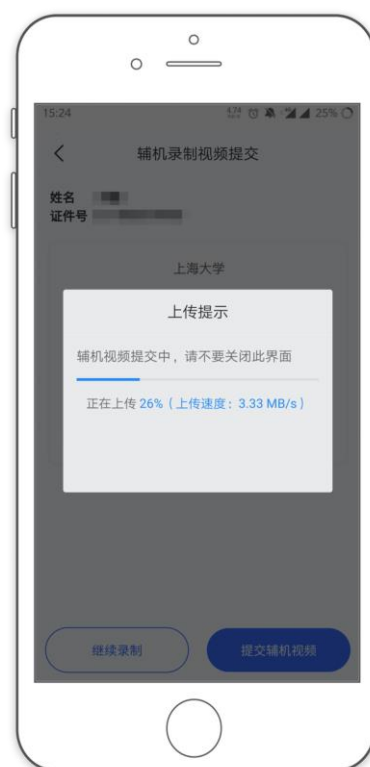 15:24
25%
辅机录制视频提交
姓名
证件号
上海大学
上传提示
辅机视频提交中，请不要关闭此界面
正在上传 26%（上传速度：3.33 MB/s）
继续录制
提交辅机视频